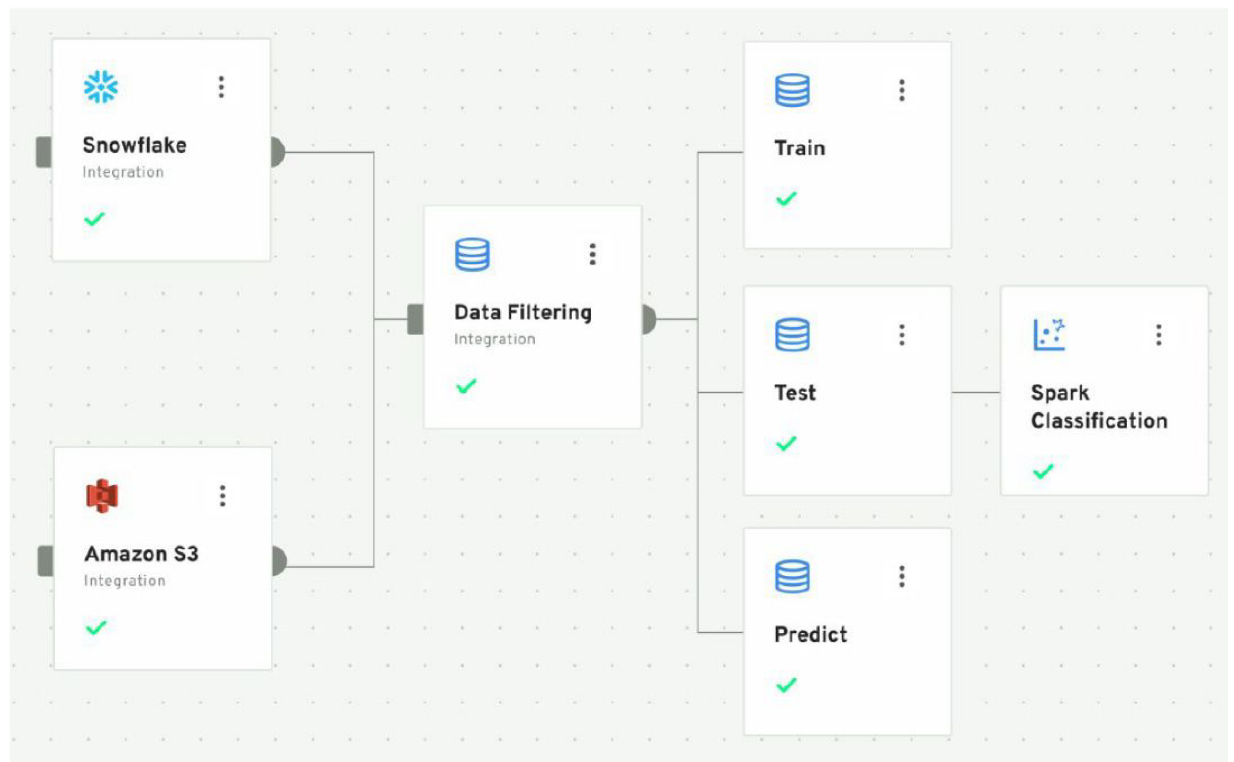 Snowflake
Integration
Amazon S3
Integration
Data Filtering
Integration
Train
Test
Predict
Spark
Classification